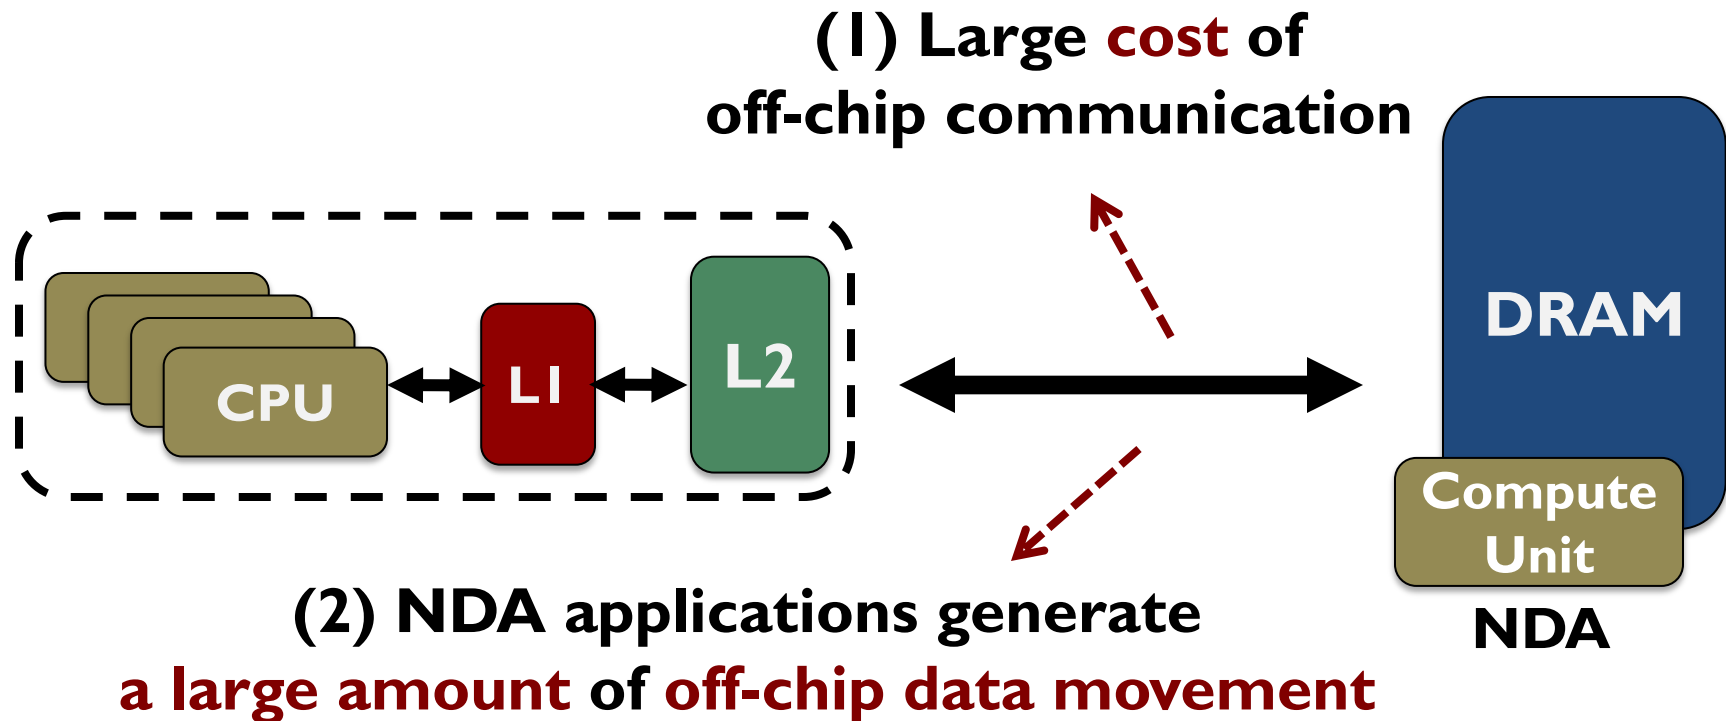 (1) Large cost of
off-chip communication
DRAM
CPU
L1
L2
Compute
Unit
NDA
(2) NDA applications generate
a large amount of off-chip data movement